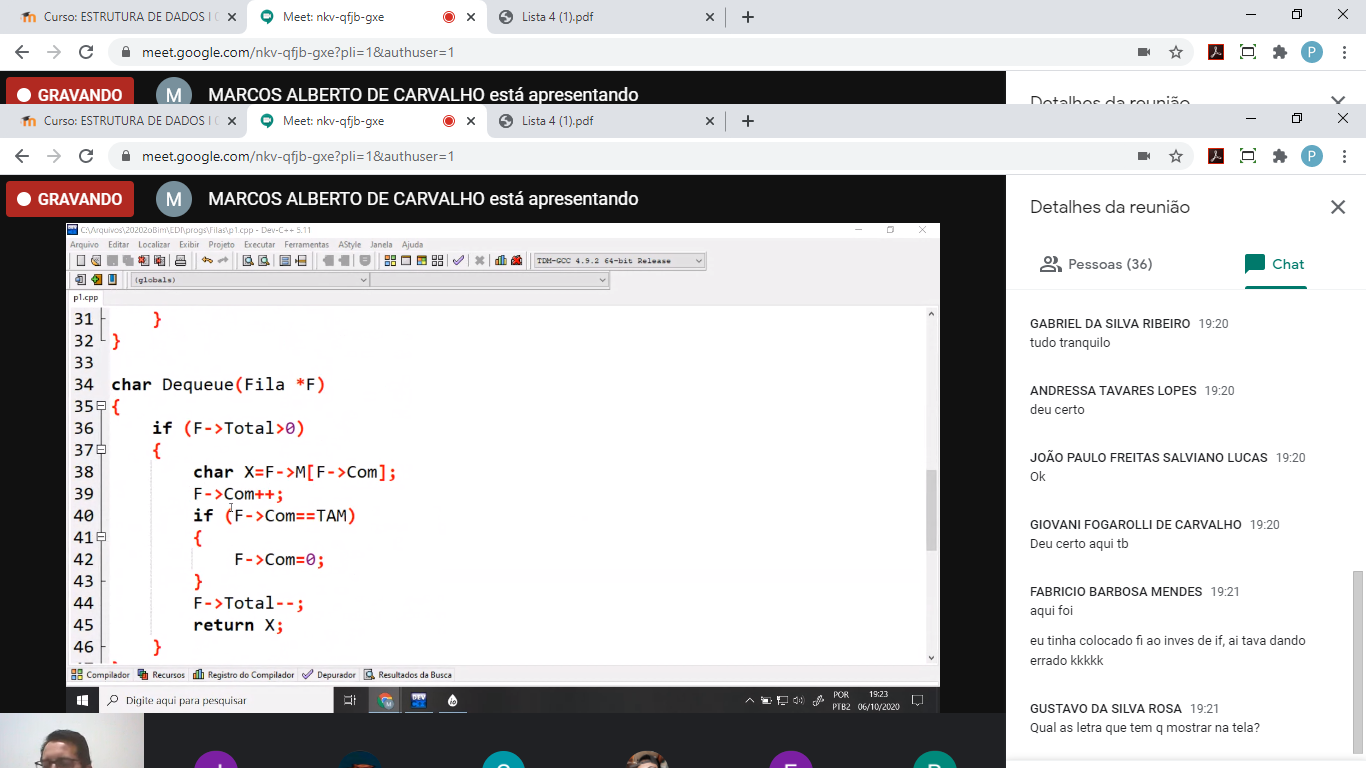 Curso: ESTRUTURA DE DADOS I
Meet: nkv-qfjb-gxe
Lista 4 (1).pdf
meet.google.com/nkv-qfjb-gxe?pli=1&authuser=1
P
GRAVANDO
M
MARCOS ALBERTO DE CARVALHO está apresentando
Detalhes da reunião
Curso: ESTRUTURA DE DADOS I
Meet: nkv-qfjb-gxe
Lista 4 (1).pdf
meet.google.com/nkv-qfjb-gxe?pli=1&authuser=1
P
GRAVANDO
M
MARCOS ALBERTO DE CARVALHO está apresentando
C:\Arquivos\20202oBim\EDI\progs\Filas\p1.cpp - Dev-C++ 5.11
Arquivo Editar Localizar Exibir Projeto Executar Ferramentas AStyle Janela Ajuda
TDM-GCC 4.9.2 64-bit Release
(globals)
p1.cpp
31 }
32 }
33
34 char Dequeue(Fila *F)
35 {
36 if (F->Total>0)
37 {
38 char X=F->M[F->Com];
39 F->Com++;
40 if (F->Com==TAM)
41 {
42 F->Com=0;
43 }
44 F->Total--;
45 return X;
46 }
Compilador Recursos Registro do Compilador Depurador Resultados da Busca
Digite aqui para pesquisar
DEV
POR
PTB2
19:23
06/10/2020
Detalhes da reunião
Pessoas (36)
Chat
GABRIEL DA SILVA RIBEIRO 19:20
tudo tranquilo
ANDRESSA TAVARES LOPES 19:20
deu certo
JOÃO PAULO FREITAS SALVIANO LUCAS 19:20
Ok
GIOVANI FOGAROLLI DE CARVALHO 19:20
Deu certo aqui tb
FABRICIO BARBOSA MENDES 19:21
aqui foi
eu tinha colocado fi ao inves de if, ai tava dando
errado kkkkk
GUSTAVO DA SILVA ROSA 19:21
Qual as letra que tem q mostrar na tela?